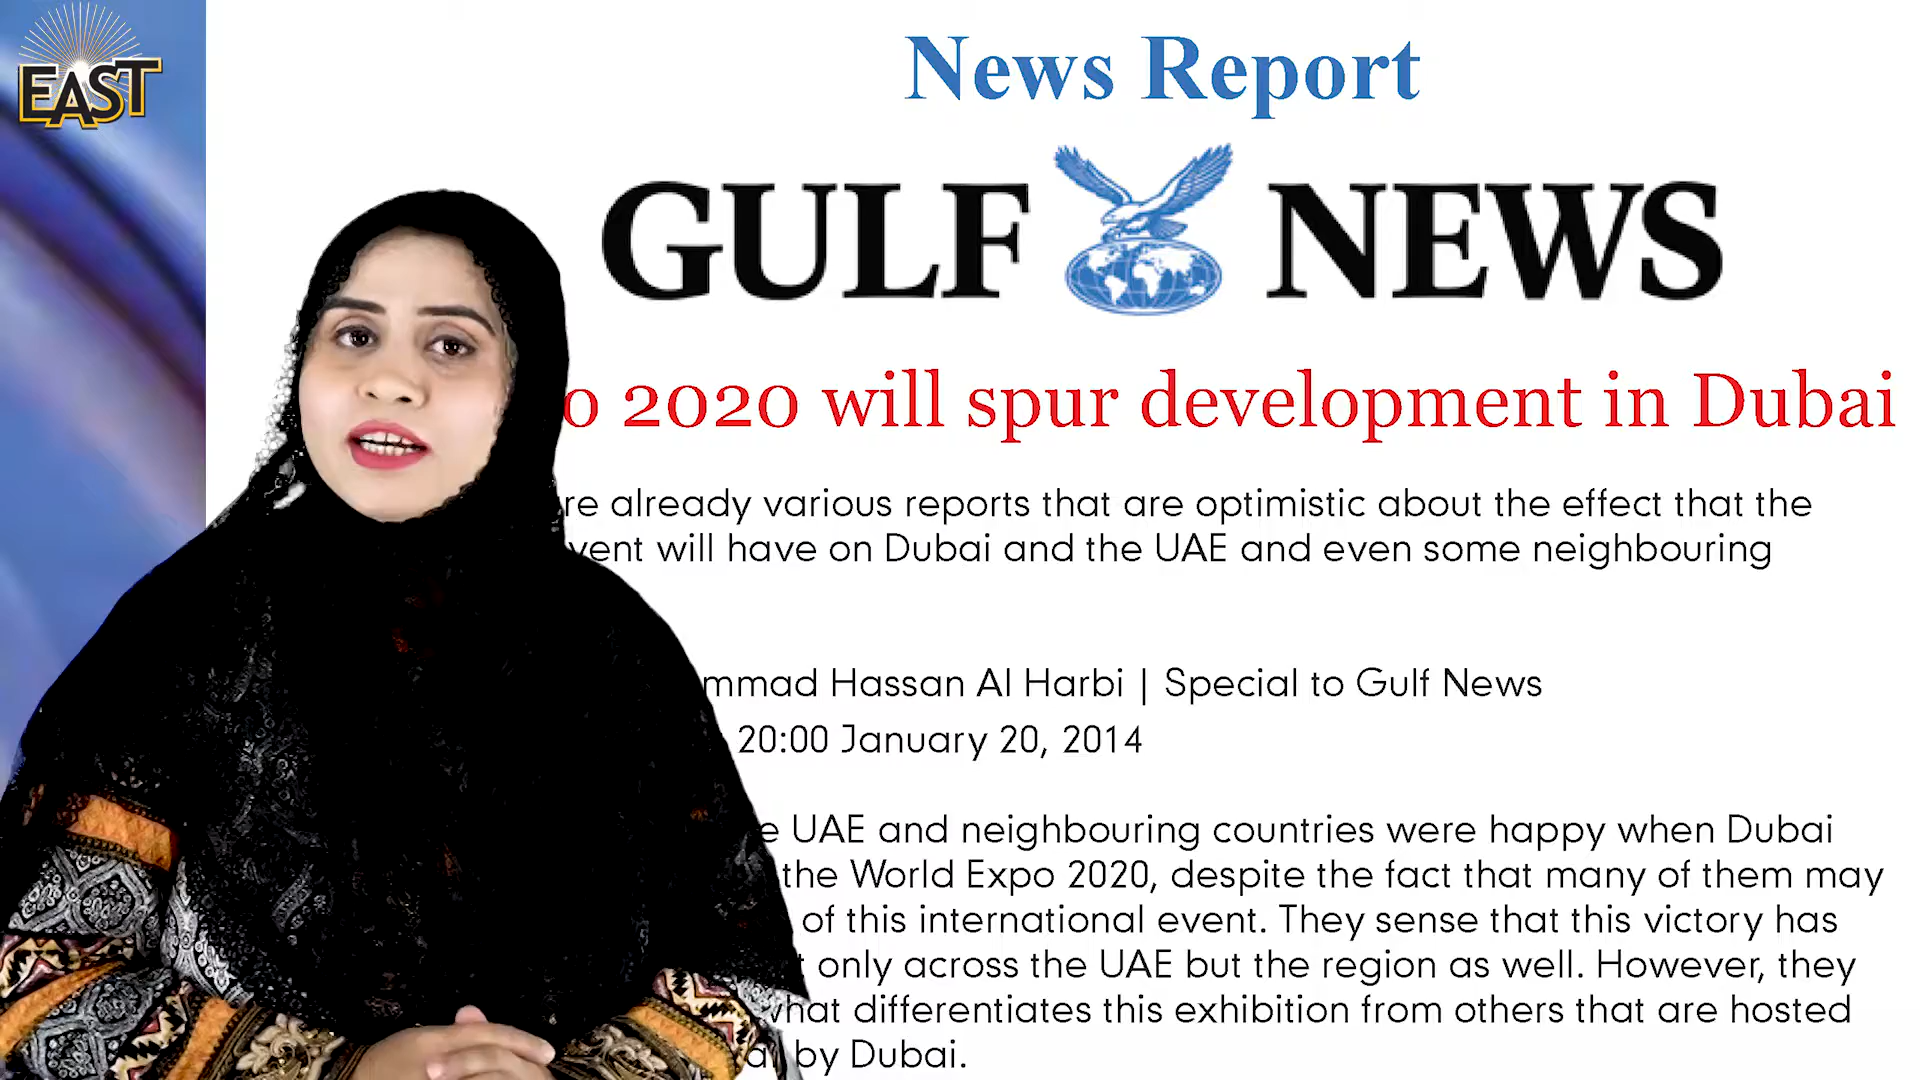 EAST
News Report
GULF NEWS
2020 will spur development in Dubai
already various reports that are optimistic about the effect that the
will have on Dubai and the UAE and even some neighbouring
Hassan Al Harbi | Special to Gulf News
20:00 January 20, 2014
UAE and neighbouring countries were happy when Dubai
the World Expo 2020, despite the fact that many of them may
of this international event. They sense that this victory has
only across the UAE but the region as well. However, they
what differentiates this exhibition from others that are hosted
by Dubai.